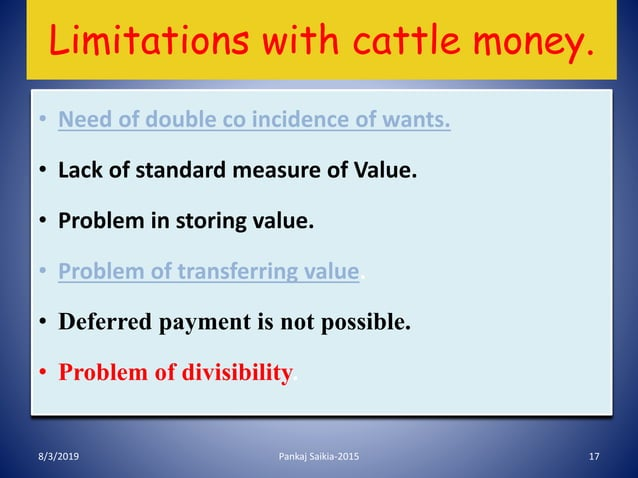 Limitations with cattle money.
• Need of double co incidence of wants.
• Lack of standard measure of Value.
• Problem in storing value.
• Problem of transferring value.
• Deferred payment is not possible.
• Problem of divisibility.
8/3/2019 Pankaj Saikia-2015 17